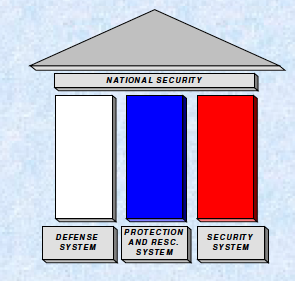 NATIONAL SECURITY
DEFENSE
SYSTEM
PROTECTION
AND RESC.
SYSTEM
SECURITY
SYSTEM